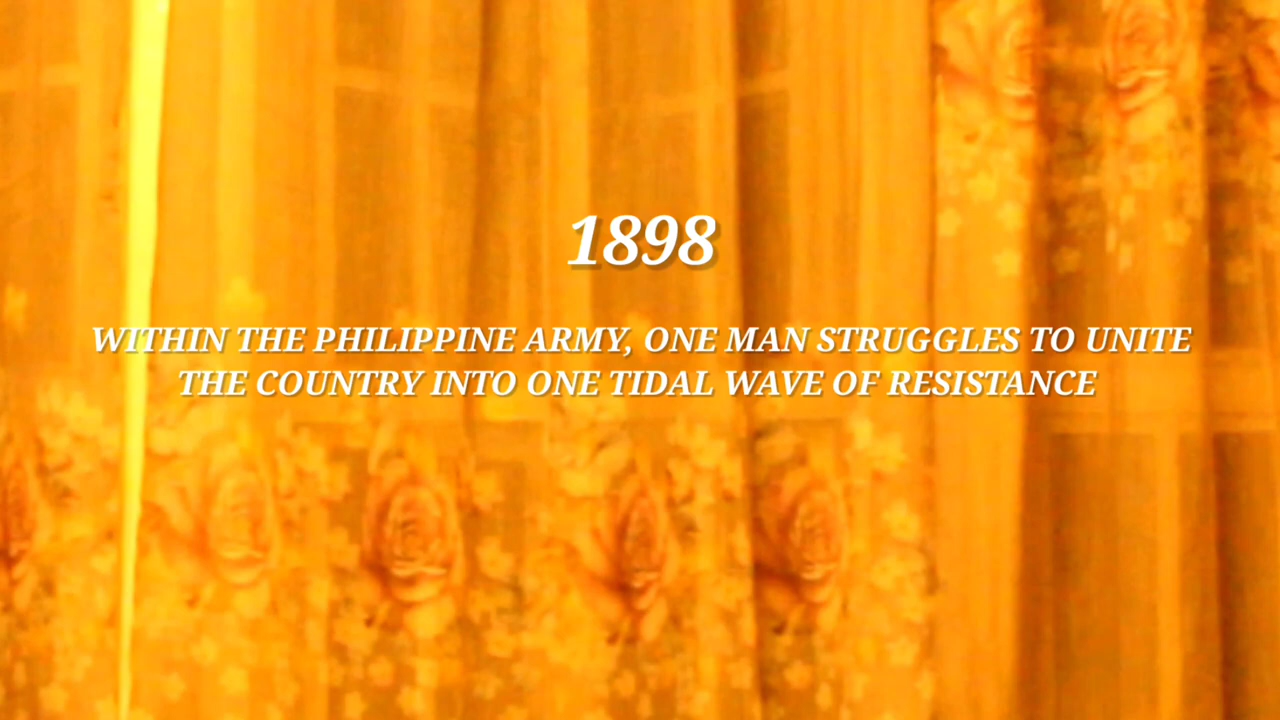 1898
WITHIN THE PHILIPPINE ARMY, ONE MAN STRUGGLES TO UNITE
THE COUNTRY INTO ONE TIDAL WAVE OF RESISTANCE